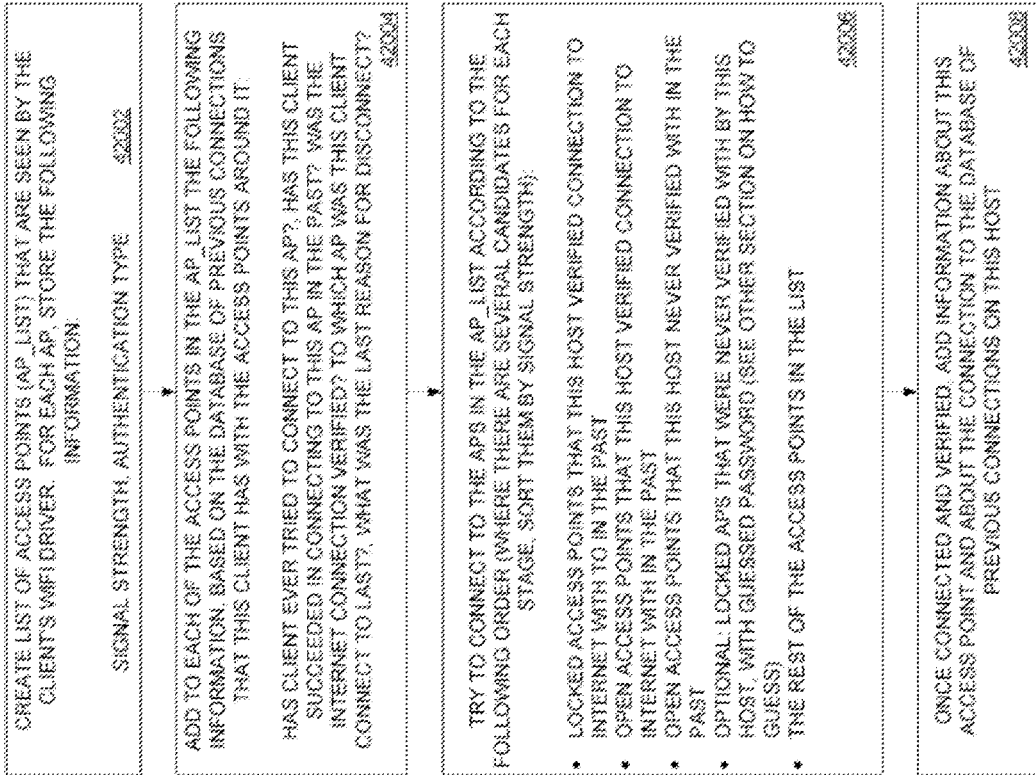 CREATE LIST OF ACCESS POINTS (AP_LIST) THAT ARE SEEN BY THE
CLIENT'S WIFI DRIVER. FOR EACH AP, STORE THE FOLLOWING
INFORMATION:
SIGNAL STRENGTH, AUTHENTICATION TYPE
42002
ADD TO EACH OF THE ACCESS POINTS IN THE AP_LIST THE FOLLOWING
INFORMATION, BASED ON THE DATABASE OF PREVIOUS CONNECTIONS
THAT THIS CLIENT HAS WITH THE ACCESS POINTS AROUND IT:
HAS CLIENT EVER TRIED TO CONNECT TO THIS AP?, HAS THIS CLIENT
SUCCEEDED IN CONNECTING TO THIS AP IN THE PAST? WAS THE
INTERNET CONNECTION VERIFIED? TO WHICH AP WAS THIS CLIENT
CONNECT TO LAST?, WHAT WAS THE LAST REASON FOR DISCONNECT?
42004
TRY TO CONNECT TO THE APS IN THE AP_LIST ACCORDING TO THE
FOLLOWING ORDER (WHERE THERE ARE SEVERAL CANDIDATES FOR EACH
STAGE, SORT THEM BY SIGNAL STRENGTH):
• LOCKED ACCESS POINTS THAT THIS HOST VERIFIED CONNECTION TO
INTERNET WITH TO IN THE PAST
• OPEN ACCESS POINTS THAT THIS HOST VERIFIED CONNECTION TO
INTERNET WITH IN THE PAST
• OPEN ACCESS POINTS THAT THIS HOST NEVER VERIFIED WITH IN THE
PAST
• OPTIONAL: LOCKED APS THAT WERE NEVER VERIFIED WITH BY THIS
HOST, WITH GUESSED PASSWORD (SEE OTHER SECTION ON HOW TO
GUESS)
• THE REST OF THE ACCESS POINTS IN THE LIST
42006
ONCE CONNECTED AND VERIFIED, ADD INFORMATION ABOUT THIS
ACCESS POINT AND ABOUT THE CONNECTION TO THE DATABASE OF
PREVIOUS CONNECTIONS ON THIS HOST
42008